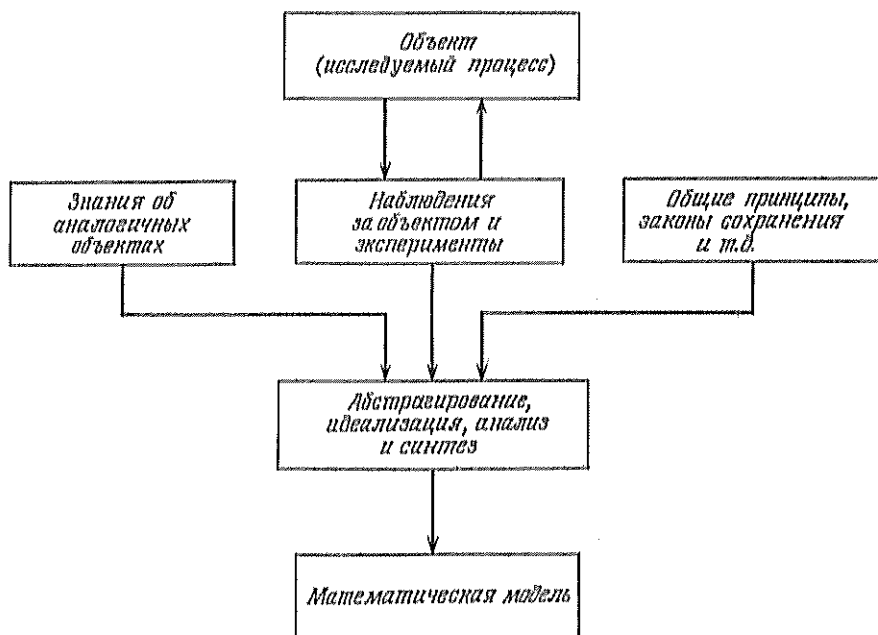 Объект
(исследуемый процесс)
Знания об
аналогичных
объектах
Наблюдения
за объектом и
эксперименты
Общие принципы,
законы сохранения
и т.д.
Абстрагирование,
идеализация, анализ
и синтез
Математическая модель